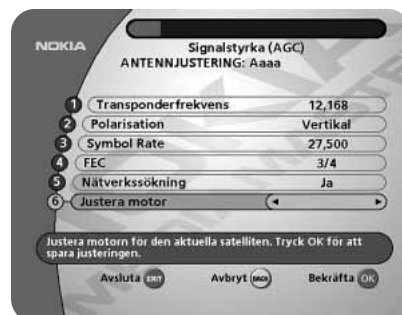 NOKIA
Signalstyrka (AGC)
ANTENNJUSTERING: Aaaa
1 Transponderfrekvens 12,168
2 Polarisation Vertikal
3 Symbol Rate 27,500
4 FEC 3/4
5 Nätverkssökning Ja
6 Justera motor
Justera motorn för den aktuella satelliten. Tryck OK för att
spara justeringen.
Avsluta EXIT Avbryt BACK Bekräfta OK